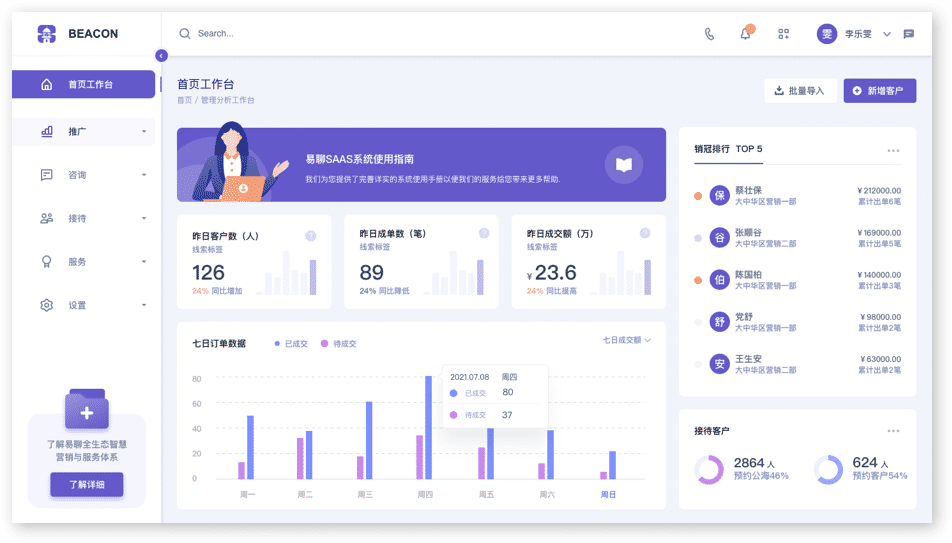 BEACON
Search...
李乐雯
雯
首页工作台
推广
咨询
接待
服务
设置
了解易聊全生态智慧
营销与服务体系
了解详细
首页工作台
首页 / 管理分析工作台
批量导入
新增客户
易聊SAAS系统使用指南
我们为您提供了完善详实的系统使用手册以便我们的服务给您带来更多帮助.
昨日客户数（人）
?
线索标签
126
24% 同比增加
昨日成单数（笔）
?
线索标签
89
24% 同比降低
昨日成交额（万）
?
线索标签
¥ 23.6
24% 同比提高
七日订单数据
已成交
待成交
七日成交额
80
60
40
20
0
周一
周二
周三
周四
周五
周六
周日
2021.07.08 周四
已成交 80
待成交 37
销冠排行 TOP 5
保
蔡壮保
¥ 212000.00
大中华区营销一部
累计出单6笔
谷
张顺谷
¥ 169000.00
大中华区营销二部
累计出单5笔
伯
陈国柏
¥ 140000.00
大中华区营销一部
累计出单3笔
舒
党舒
¥ 98000.00
大中华区营销一部
累计出单2笔
安
王生安
¥ 63000.00
大中华区营销二部
累计出单2笔
接待客户
2864 人
预约公海46%
624 人
预约客户54%